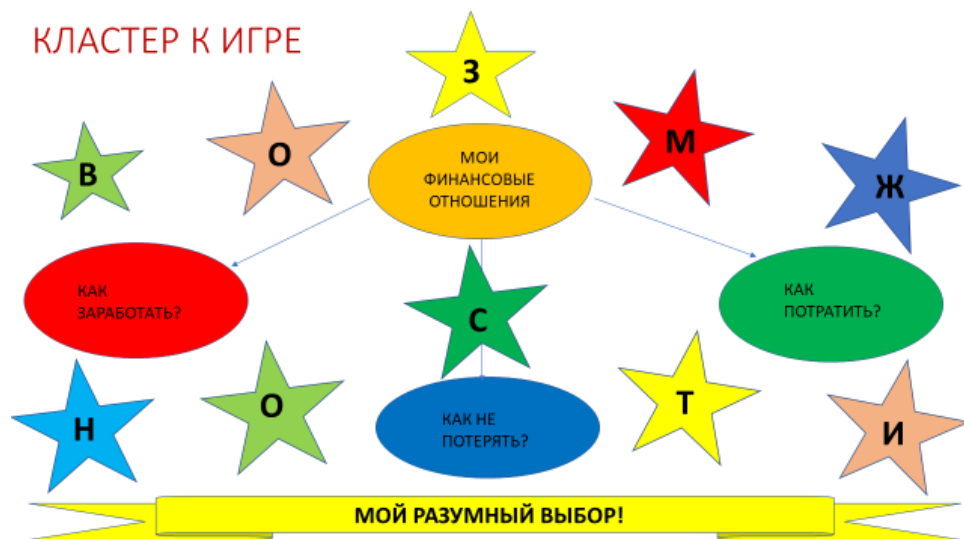 КЛАСТЕР К ИГРЕ
В
О
З
М
Ж
МОИ
ФИНАНСОВЫЕ
ОТНОШЕНИЯ
КАК
ЗАРАБОТАТЬ?
С
КАК
ПОТРАТИТЬ?
Н
О
КАК НЕ
ПОТЕРЯТЬ?
Т
И
МОЙ РАЗУМНЫЙ ВЫБОР!